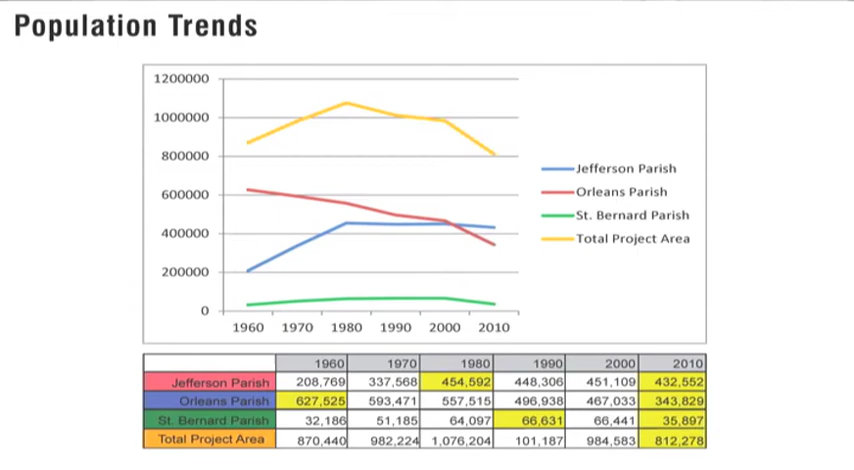 Population Trends
1200000
1000000
800000
600000
400000
200000
0
1960 1970 1980 1990 2000 2010
Jefferson Parish
Orleans Parish
St. Bernard Parish
Total Project Area
1960 1970 1980 1990 2000 2010
Jefferson Parish 208,769 337,568 454,592 448,306 451,109 432,552
Orleans Parish 627,525 593,471 557,515 496,938 467,033 343,829
St. Bernard Parish 32,186 51,185 64,097 66,631 66,441 35,897
Total Project Area 870,440 982,224 1,076,204 101,187 984,583 812,278